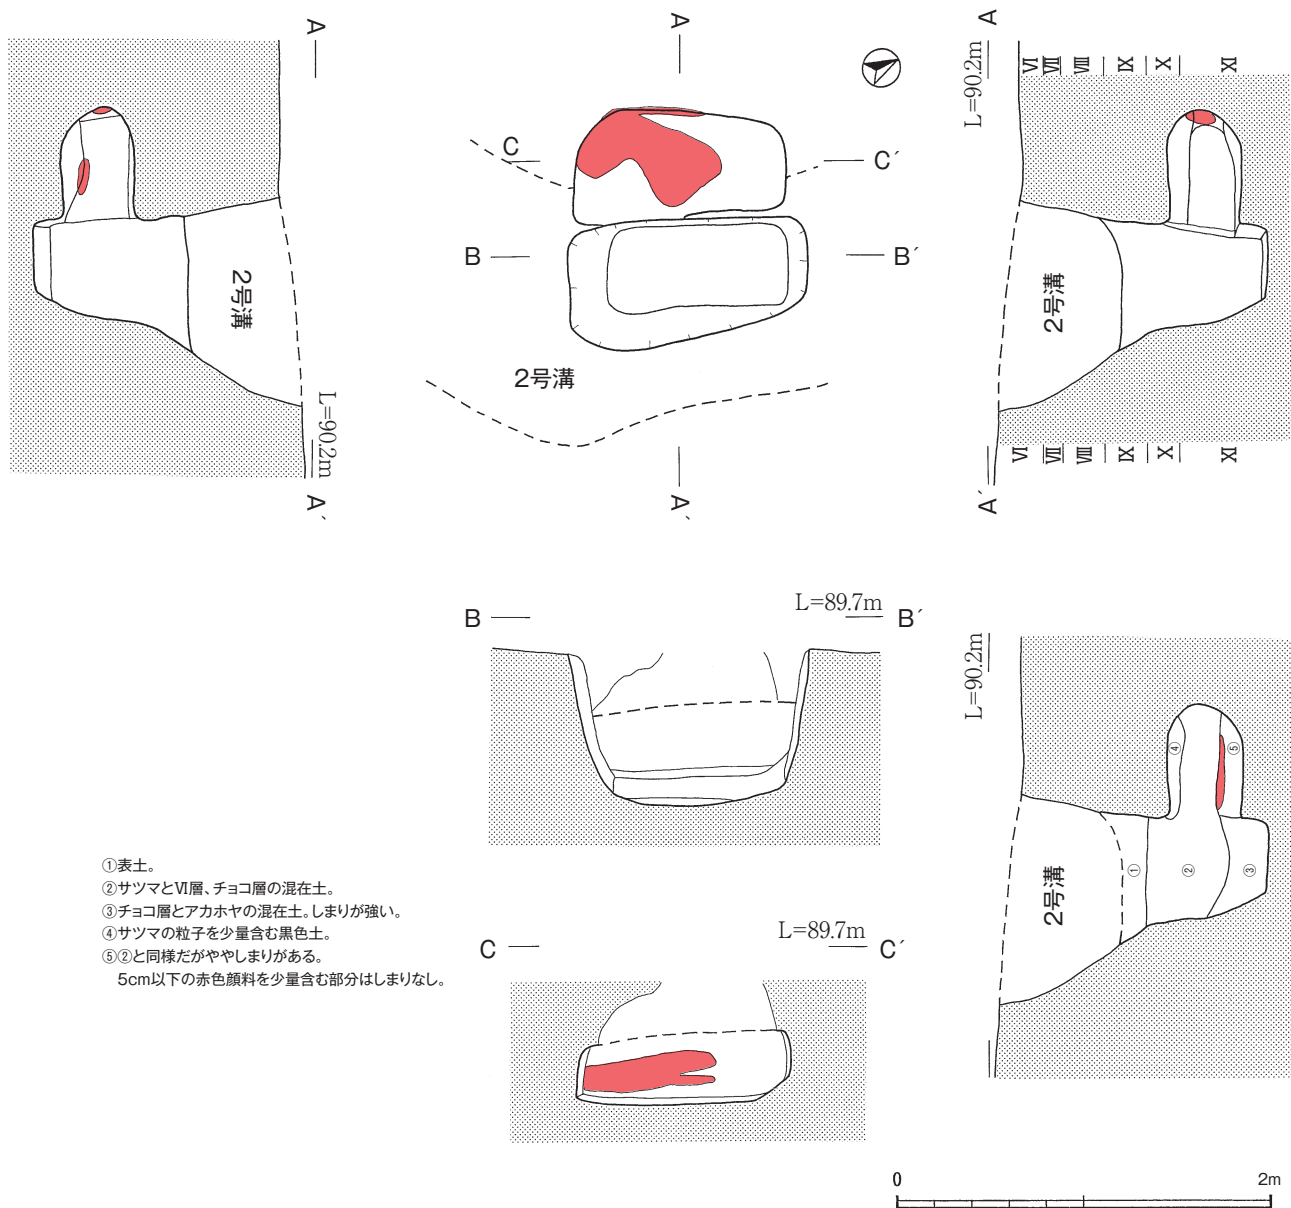 A
A
A
L=90.2m
Ⅵ
Ⅶ
Ⅷ
Ⅸ
Ⅹ
Ⅺ
C
C´
B
B´
2号溝
2号溝
2号溝
L=90.2m
Ⅵ
Ⅶ
Ⅷ
Ⅸ
Ⅹ
Ⅺ
A´
A´
A´
L=89.7m
B
B´
L=90.2m
④
⑤
2号溝
①
②
③
①表土。
②サツマとⅥ層、チョコ層の混在土。
③チョコ層とアカホヤの混在土。しまりが強い。
④サツマの粒子を少量含む黒色土。
⑤②と同様だがややしまりがある。
5cm以下の赤色顔料を少量含む部分はしまりなし。
L=89.7m
C
C´
0
2m